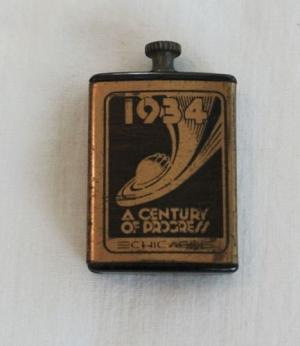 1934
A CENTURY
OF PROGRESS
CHICAGO